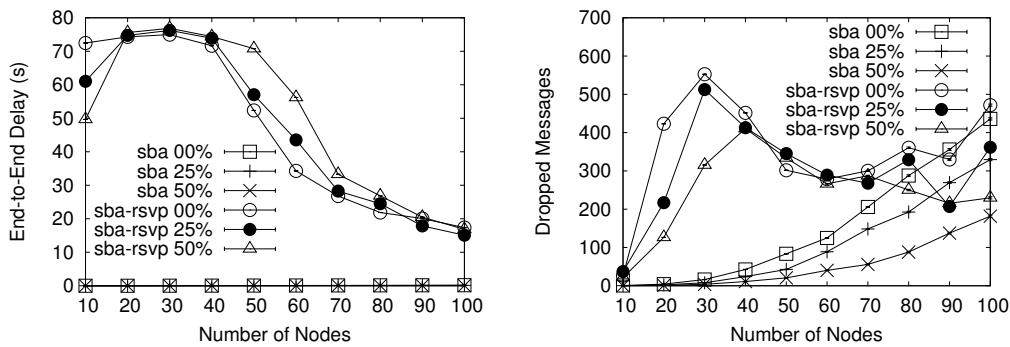 80
70
60
50
40
30
20
10
0
End-to-End Delay (s)
sba 00%
sba 25%
sba 50%
sba-rsvp 00%
sba-rsvp 25%
sba-rsvp 50%
10 20 30 40 50 60 70 80 90 100
Number of Nodes
700
600
500
400
300
200
100
0
Dropped Messages
sba 00%
sba 25%
sba 50%
sba-rsvp 00%
sba-rsvp 25%
sba-rsvp 50%
10 20 30 40 50 60 70 80 90 100
Number of Nodes